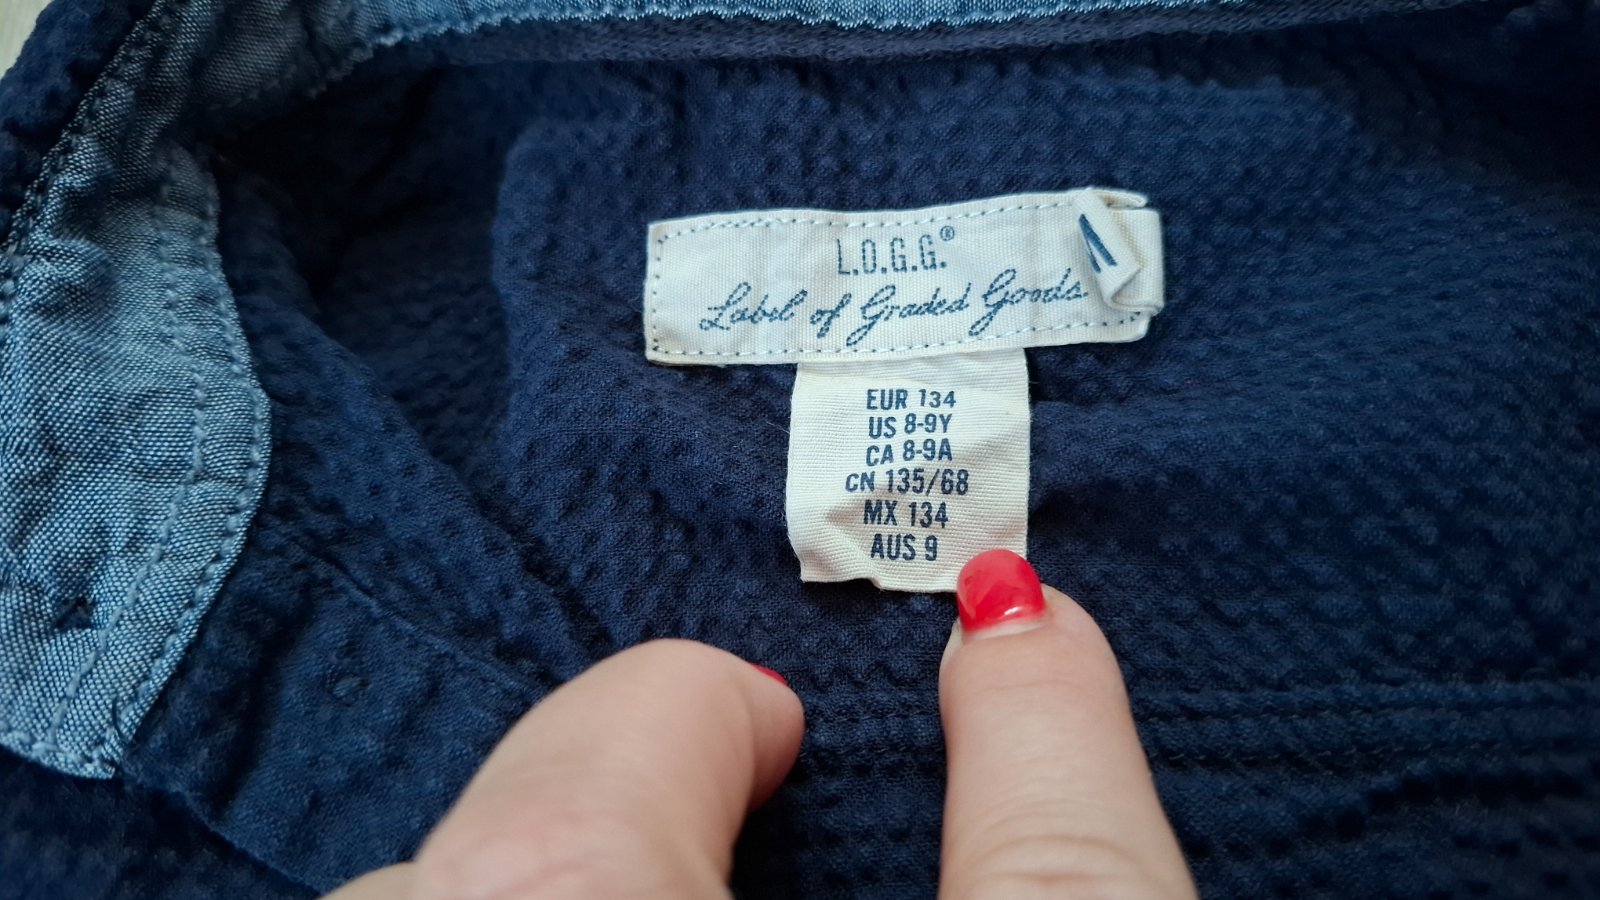 L.O.G.G.®
Label of Graded Goods
EUR 134
US 8-9Y
CA 8-9A
CN 135/68
MX 134
AUS 9